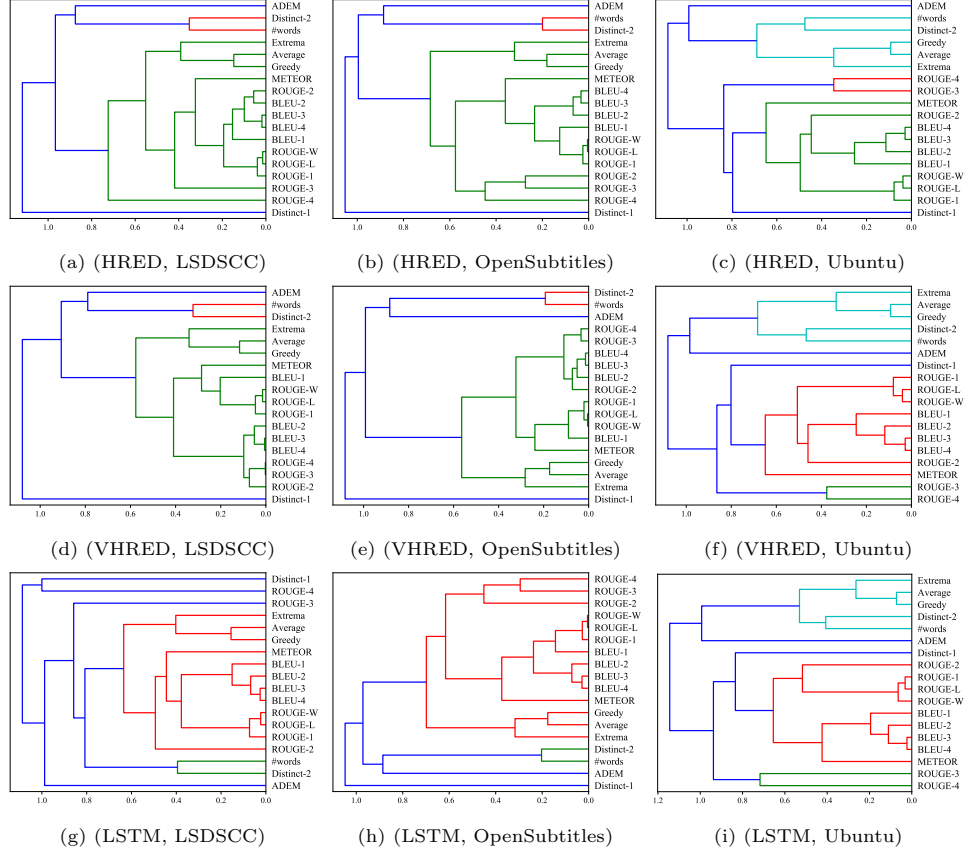 ADEM
Distinct-2
#words
Extrema
Average
Greedy
METEOR
ROUGE-2
BLEU-2
BLEU-3
BLEU-4
BLEU-1
ROUGE-W
ROUGE-L
ROUGE-1
ROUGE-3
ROUGE-4
Distinct-1
1.0 0.8 0.6 0.4 0.2 0.0
(a) (HRED, LSDSCC)
ADEM
#words
Distinct-2
Extrema
Average
Greedy
METEOR
BLEU-4
BLEU-3
BLEU-2
BLEU-1
ROUGE-W
ROUGE-L
ROUGE-1
ROUGE-2
ROUGE-3
ROUGE-4
Distinct-1
1.0 0.8 0.6 0.4 0.2 0.0
(b) (HRED, OpenSubtitles)
ADEM
#words
Distinct-2
Greedy
Average
Extrema
ROUGE-4
ROUGE-3
METEOR
ROUGE-2
BLEU-4
BLEU-3
BLEU-2
BLEU-1
ROUGE-W
ROUGE-L
ROUGE-1
Distinct-1
1.0 0.8 0.6 0.4 0.2 0.0
(c) (HRED, Ubuntu)
ADEM
#words
Distinct-2
Extrema
Average
Greedy
METEOR
BLEU-1
ROUGE-W
ROUGE-L
ROUGE-1
BLEU-2
BLEU-3
BLEU-4
ROUGE-4
ROUGE-3
ROUGE-2
Distinct-1
1.0 0.8 0.6 0.4 0.2 0.0
(d) (VHRED, LSDSCC)
Distinct-2
#words
ADEM
ROUGE-4
ROUGE-3
BLEU-4
BLEU-3
BLEU-2
ROUGE-2
ROUGE-1
ROUGE-L
ROUGE-W
BLEU-1
METEOR
Greedy
Average
Extrema
Distinct-1
1.0 0.8 0.6 0.4 0.2 0.0
(e) (VHRED, OpenSubtitles)
Extrema
Average
Greedy
Distinct-2
#words
ADEM
Distinct-1
ROUGE-1
ROUGE-L
ROUGE-W
BLEU-1
BLEU-2
BLEU-3
BLEU-4
ROUGE-2
METEOR
ROUGE-3
ROUGE-4
1.0 0.8 0.6 0.4 0.2 0.0
(f) (VHRED, Ubuntu)
Distinct-1
ROUGE-4
ROUGE-3
Extrema
Average
Greedy
METEOR
BLEU-1
BLEU-2
BLEU-3
BLEU-4
ROUGE-W
ROUGE-L
ROUGE-1
ROUGE-2
#words
Distinct-2
ADEM
1.0 0.8 0.6 0.4 0.2 0.0
(g) (LSTM, LSDSCC)
ROUGE-4
ROUGE-3
ROUGE-2
ROUGE-W
ROUGE-L
ROUGE-1
BLEU-1
BLEU-2
BLEU-3
BLEU-4
METEOR
Greedy
Average
Extrema
Distinct-2
#words
ADEM
Distinct-1
1.0 0.8 0.6 0.4 0.2 0.0
(h) (LSTM, OpenSubtitles)
Extrema
Average
Greedy
Distinct-2
#words
ADEM
Distinct-1
ROUGE-2
ROUGE-1
ROUGE-L
ROUGE-W
BLEU-1
BLEU-2
BLEU-3
BLEU-4
METEOR
ROUGE-3
ROUGE-4
1.2 1.0 0.8 0.6 0.4 0.2 0.0
(i) (LSTM, Ubuntu)